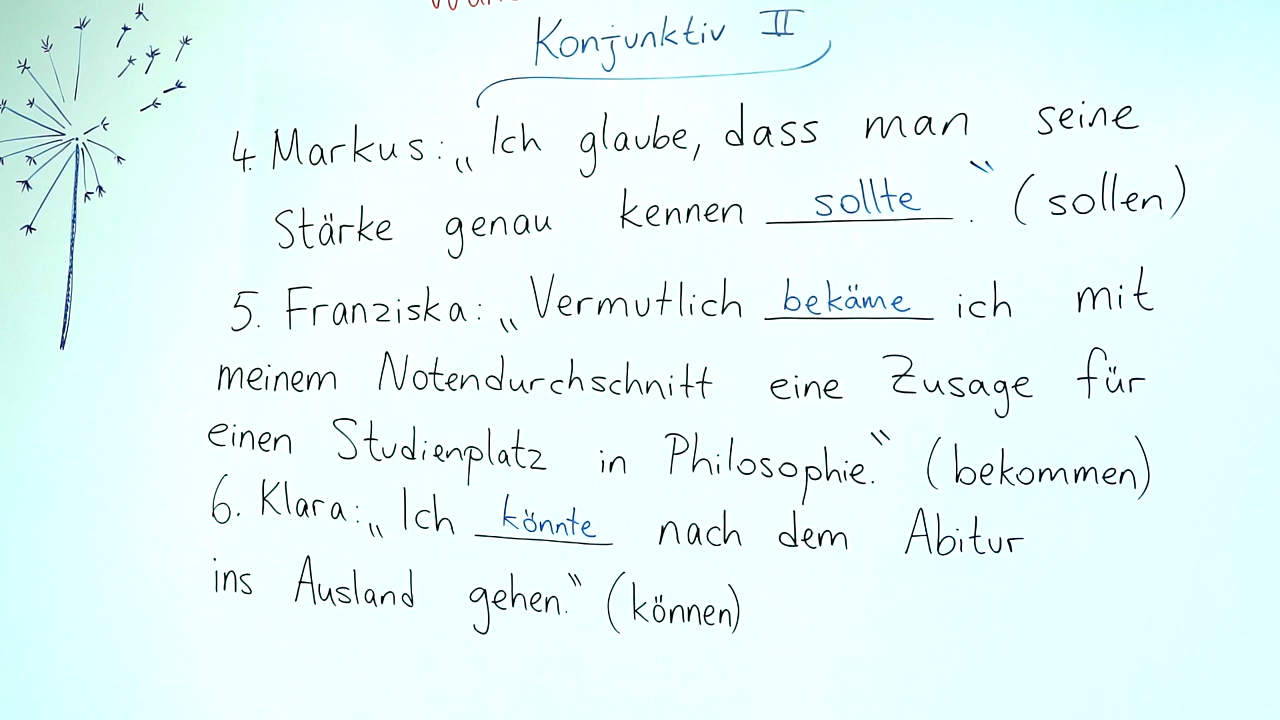 Konjunktiv II
4. Markus: „Ich glaube, dass man seine
Stärke genau kennen sollte." (sollen)
5. Franziska: „Vermutlich bekäme ich mit
meinem Notendurchschnitt eine Zusage für
einen Studienplatz in Philosophie." (bekommen)
6. Klara: „Ich könnte nach dem Abitur
ins Ausland gehen." (können)